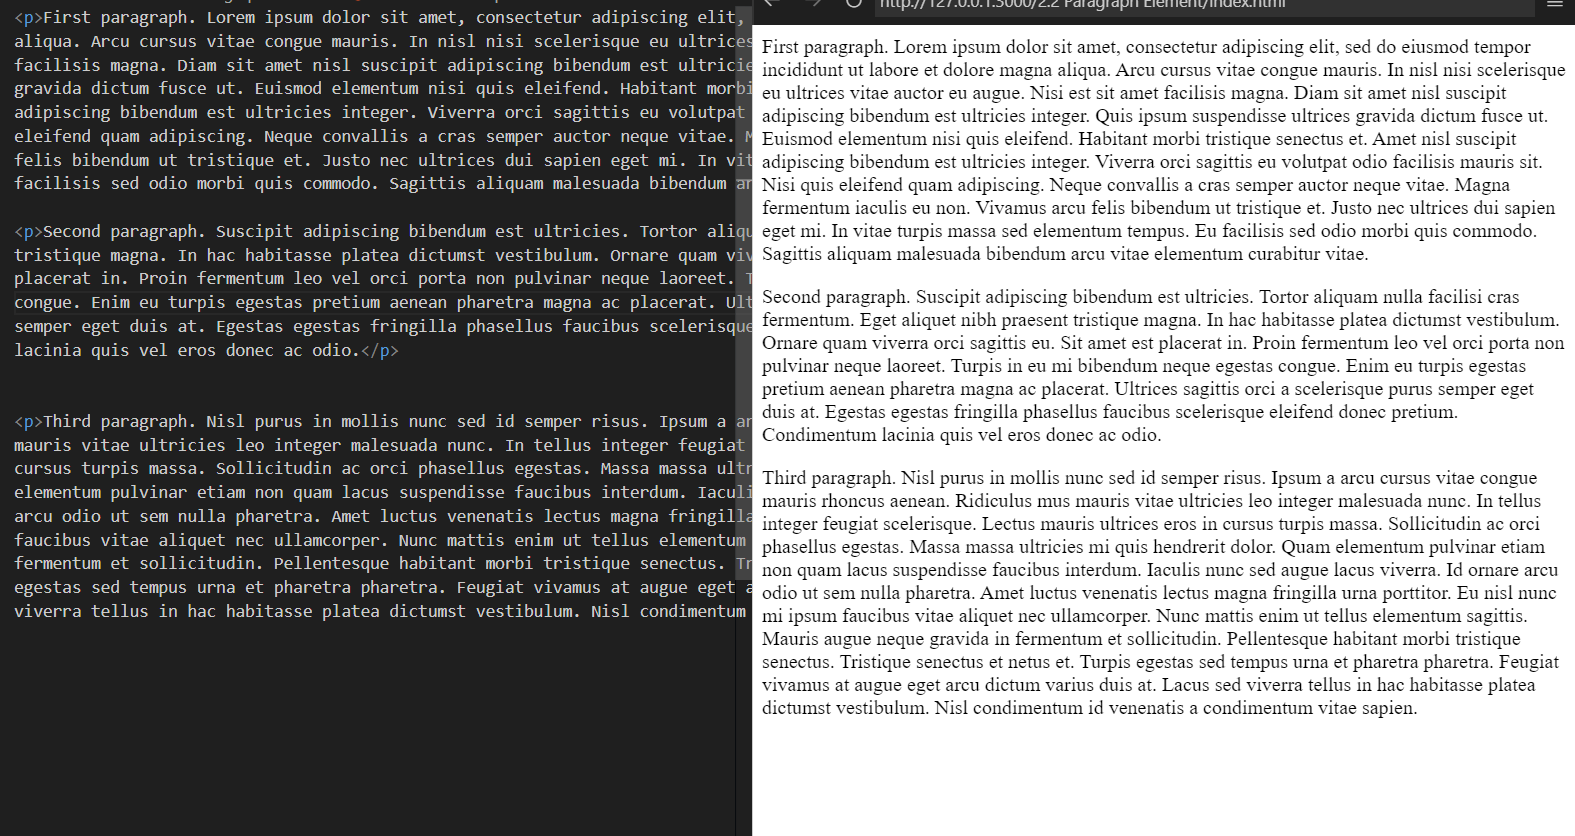 <p>First paragraph. Lorem ipsum dolor sit amet, consectetur adipiscing elit,
aliqua. Arcu cursus vitae congue mauris. In nisl nisi scelerisque eu ultrices
facilisis magna. Diam sit amet nisl suscipit adipiscing bibendum est ultricie
gravida dictum fusce ut. Euismod elementum nisi quis eleifend. Habitant morbi
adipiscing bibendum est ultricies integer. Viverra orci sagittis eu volutpat
eleifend quam adipiscing. Neque convallis a cras semper auctor neque vitae.
felis bibendum ut tristique et. Justo nec ultrices dui sapien eget mi. In vit
facilisis sed odio morbi quis commodo. Sagittis aliquam malesuada bibendum ar
<p>Second paragraph. Suscipit adipiscing bibendum est ultricies. Tortor aliqu
tristique magna. In hac habitasse platea dictumst vestibulum. Ornare quam viv
placerat in. Proin fermentum leo vel orci porta non pulvinar neque laoreet.
congue. Enim eu turpis egestas pretium aenean pharetra magna ac placerat. Ult
semper eget duis at. Egestas egestas fringilla phasellus faucibus scelerisque
lacinia quis vel eros donec ac odio.</p>
<p>Third paragraph. Nisl purus in mollis nunc sed id semper risus. Ipsum a ar
mauris vitae ultricies leo integer malesuada nunc. In tellus integer feugiat
cursus turpis massa. Sollicitudin ac orci phasellus egestas. Massa massa ultr
elementum pulvinar etiam non quam lacus suspendisse faucibus interdum. Iaculi
arcu odio ut sem nulla pharetra. Amet luctus venenatis lectus magna fringilla
faucibus vitae aliquet nec ullamcorper. Nunc mattis enim ut tellus elementum
fermentum et sollicitudin. Pellentesque habitant morbi tristique senectus. Tr
egestas sed tempus urna et pharetra pharetra. Feugiat vivamus at augue eget a
viverra tellus in hac habitasse platea dictumst vestibulum. Nisl condimentum
http://127.0.0.1:3000/2.2 Paragraph Element/index.html
First paragraph. Lorem ipsum dolor sit amet, consectetur adipiscing elit, sed do eiusmod tempor
incididunt ut labore et dolore magna aliqua. Arcu cursus vitae congue mauris. In nisl nisi scelerisque
eu ultrices vitae auctor eu augue. Nisi est sit amet facilisis magna. Diam sit amet nisl suscipit
adipiscing bibendum est ultricies integer. Quis ipsum suspendisse ultrices gravida dictum fusce ut.
Euismod elementum nisi quis eleifend. Habitant morbi tristique senectus et. Amet nisl suscipit
adipiscing bibendum est ultricies integer. Viverra orci sagittis eu volutpat odio facilisis mauris sit.
Nisi quis eleifend quam adipiscing. Neque convallis a cras semper auctor neque vitae. Magna
fermentum iaculis eu non. Vivamus arcu felis bibendum ut tristique et. Justo nec ultrices dui sapien
eget mi. In vitae turpis massa sed elementum tempus. Eu facilisis sed odio morbi quis commodo.
Sagittis aliquam malesuada bibendum arcu vitae elementum curabitur vitae.
Second paragraph. Suscipit adipiscing bibendum est ultricies. Tortor aliquam nulla facilisi cras
fermentum. Eget aliquet nibh praesent tristique magna. In hac habitasse platea dictumst vestibulum.
Ornare quam viverra orci sagittis eu. Sit amet est placerat in. Proin fermentum leo vel orci porta non
pulvinar neque laoreet. Turpis in eu mi bibendum neque egestas congue. Enim eu turpis egestas
pretium aenean pharetra magna ac placerat. Ultrices sagittis orci a scelerisque purus semper eget
duis at. Egestas egestas fringilla phasellus faucibus scelerisque eleifend donec pretium.
Condimentum lacinia quis vel eros donec ac odio.
Third paragraph. Nisl purus in mollis nunc sed id semper risus. Ipsum a arcu cursus vitae congue
mauris rhoncus aenean. Ridiculus mus mauris vitae ultricies leo integer malesuada nunc. In tellus
integer feugiat scelerisque. Lectus mauris ultrices eros in cursus turpis massa. Sollicitudin ac orci
phasellus egestas. Massa massa ultricies mi quis hendrerit dolor. Quam elementum pulvinar etiam
non quam lacus suspendisse faucibus interdum. Iaculis nunc sed augue lacus viverra. Id ornare arcu
odio ut sem nulla pharetra. Amet luctus venenatis lectus magna fringilla urna porttitor. Eu nisl nunc
mi ipsum faucibus vitae aliquet nec ullamcorper. Nunc mattis enim ut tellus elementum sagittis.
Mauris augue neque gravida in fermentum et sollicitudin. Pellentesque habitant morbi tristique
senectus. Tristique senectus et netus et. Turpis egestas sed tempus urna et pharetra pharetra. Feugiat
vivamus at augue eget arcu dictum varius duis at. Lacus sed viverra tellus in hac habitasse platea
dictumst vestibulum. Nisl condimentum id venenatis a condimentum vitae sapien.